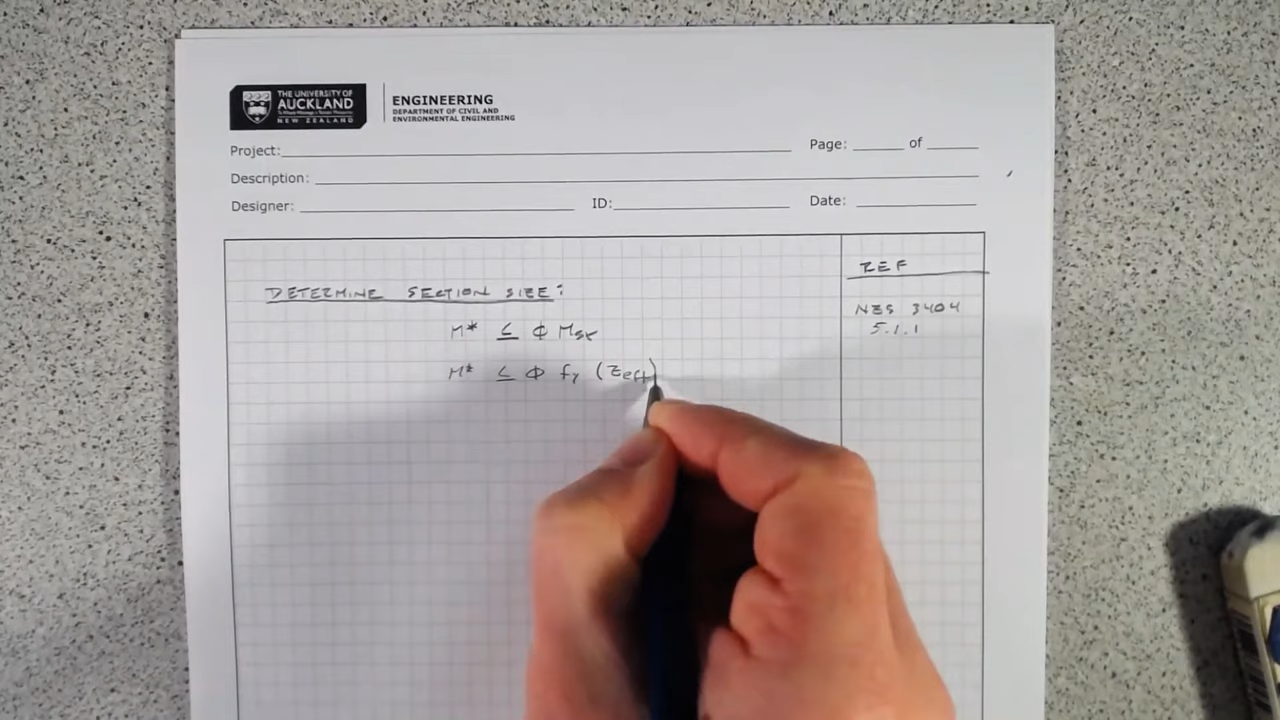 THE UNIVERSITY OF
AUCKLAND
NEW ZEALAND
ENGINEERING
DEPARTMENT OF CIVIL AND
ENVIRONMENTAL ENGINEERING
Project:
Page: of
Description:
Designer: ID: Date:
REF
DETERMINE SECTION SIZE:
NZS 3404
5.1.1
M* ≤ Φ Msx
M* ≤ Φ fy (Zeff)